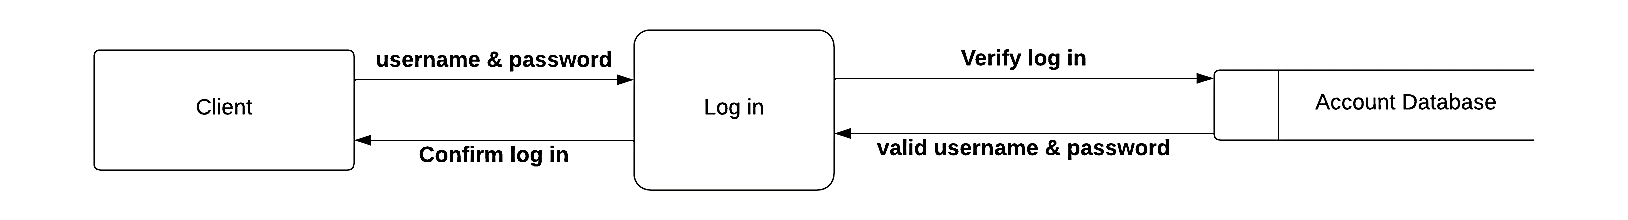 username & password
Verify log in
Client
Log in
Account Database
Confirm log in
valid username & password